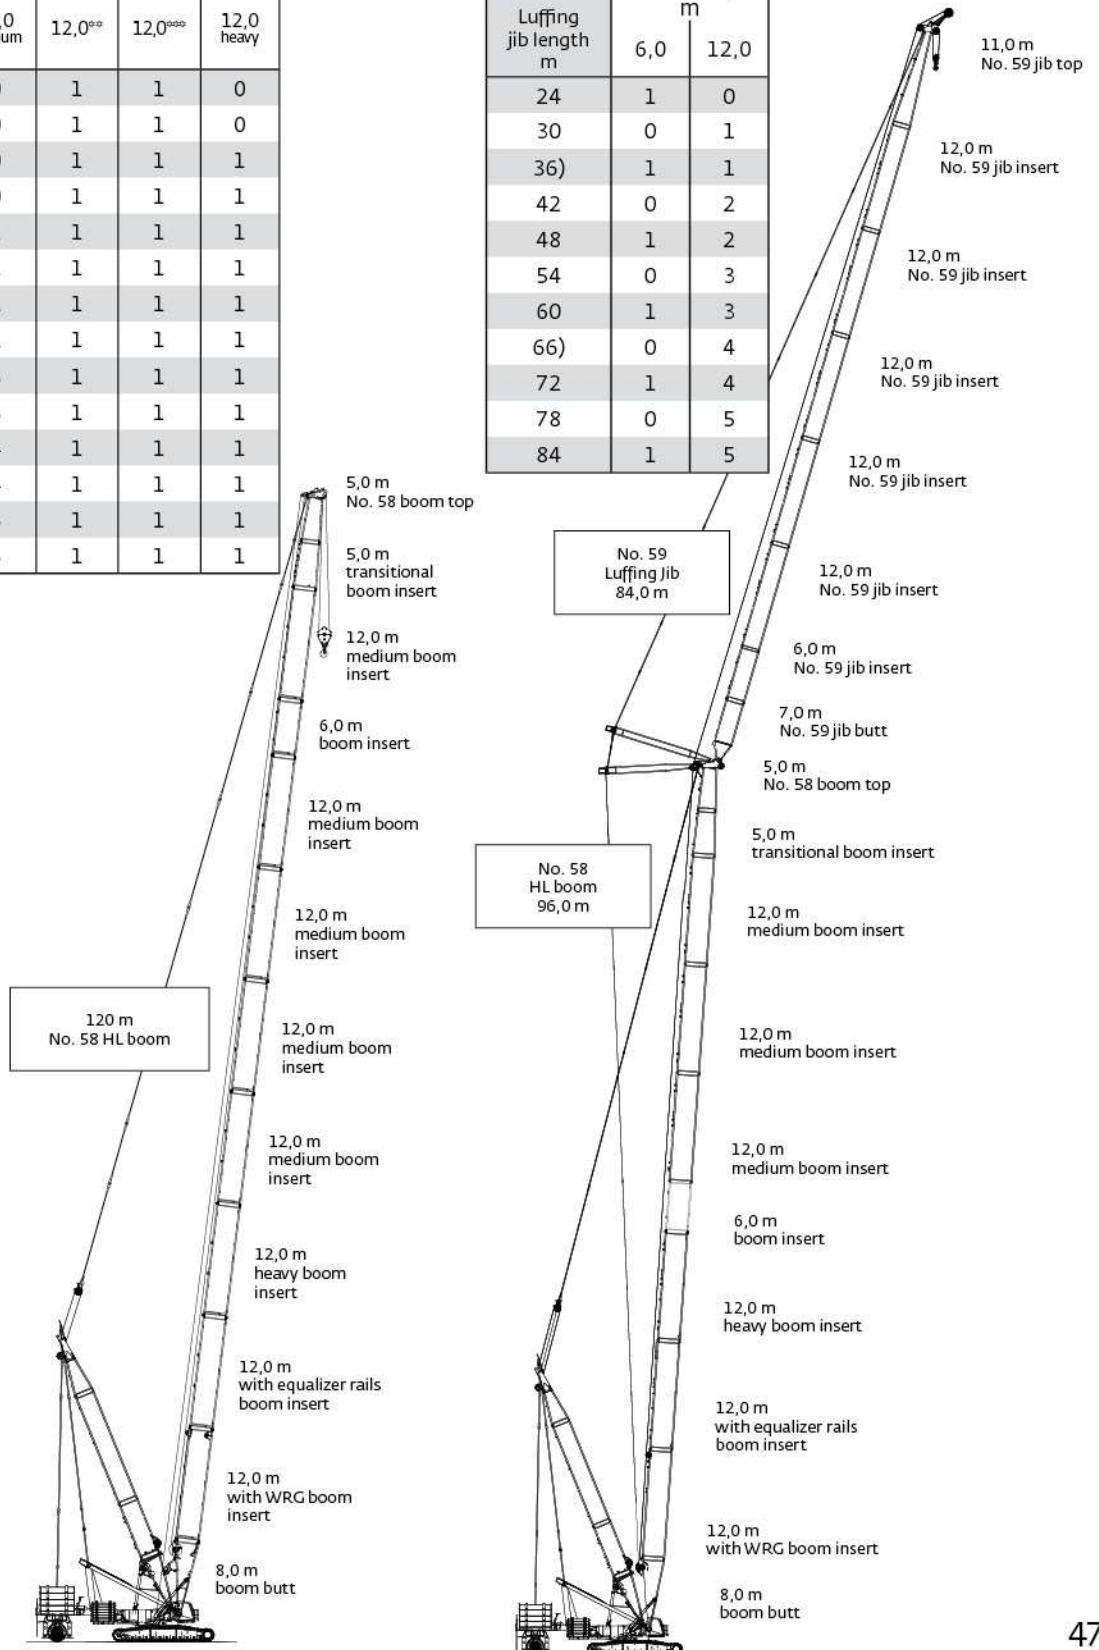 12,0** 12,0*** 12,0
heavy
1 1 0
1 1 0
1 1 1
1 1 1
1 1 1
1 1 1
1 1 1
1 1 1
1 1 1
1 1 1
1 1 1
1 1 1
1 1 1
1 1 1
Luffing
jib length
m
m
6,0 12,0
24 1 0
30 0 1
36) 1 1
42 0 2
48 1 2
54 0 3
60 1 3
66) 0 4
72 1 4
78 0 5
84 1 5
5,0 m
No. 58 boom top
5,0 m
transitional
boom insert
12,0 m
medium boom
insert
6,0 m
boom insert
12,0 m
medium boom
insert
12,0 m
medium boom
insert
12,0 m
medium boom
insert
12,0 m
medium boom
insert
12,0 m
heavy boom
insert
12,0 m
with equalizer rails
boom insert
12,0 m
with WRG boom
insert
8,0 m
boom butt
120 m
No. 58 HL boom
11,0 m
No. 59 jib top
12,0 m
No. 59 jib insert
12,0 m
No. 59 jib insert
12,0 m
No. 59 jib insert
12,0 m
No. 59 jib insert
12,0 m
No. 59 jib insert
6,0 m
No. 59 jib insert
7,0 m
No. 59 jib butt
5,0 m
No. 58 boom top
5,0 m
transitional boom insert
12,0 m
medium boom insert
12,0 m
medium boom insert
12,0 m
medium boom insert
6,0 m
boom insert
12,0 m
heavy boom insert
12,0 m
with equalizer rails
boom insert
12,0 m
with WRG boom insert
8,0 m
boom butt
No. 59
Luffing Jib
84,0 m
No. 58
HL boom
96,0 m
47